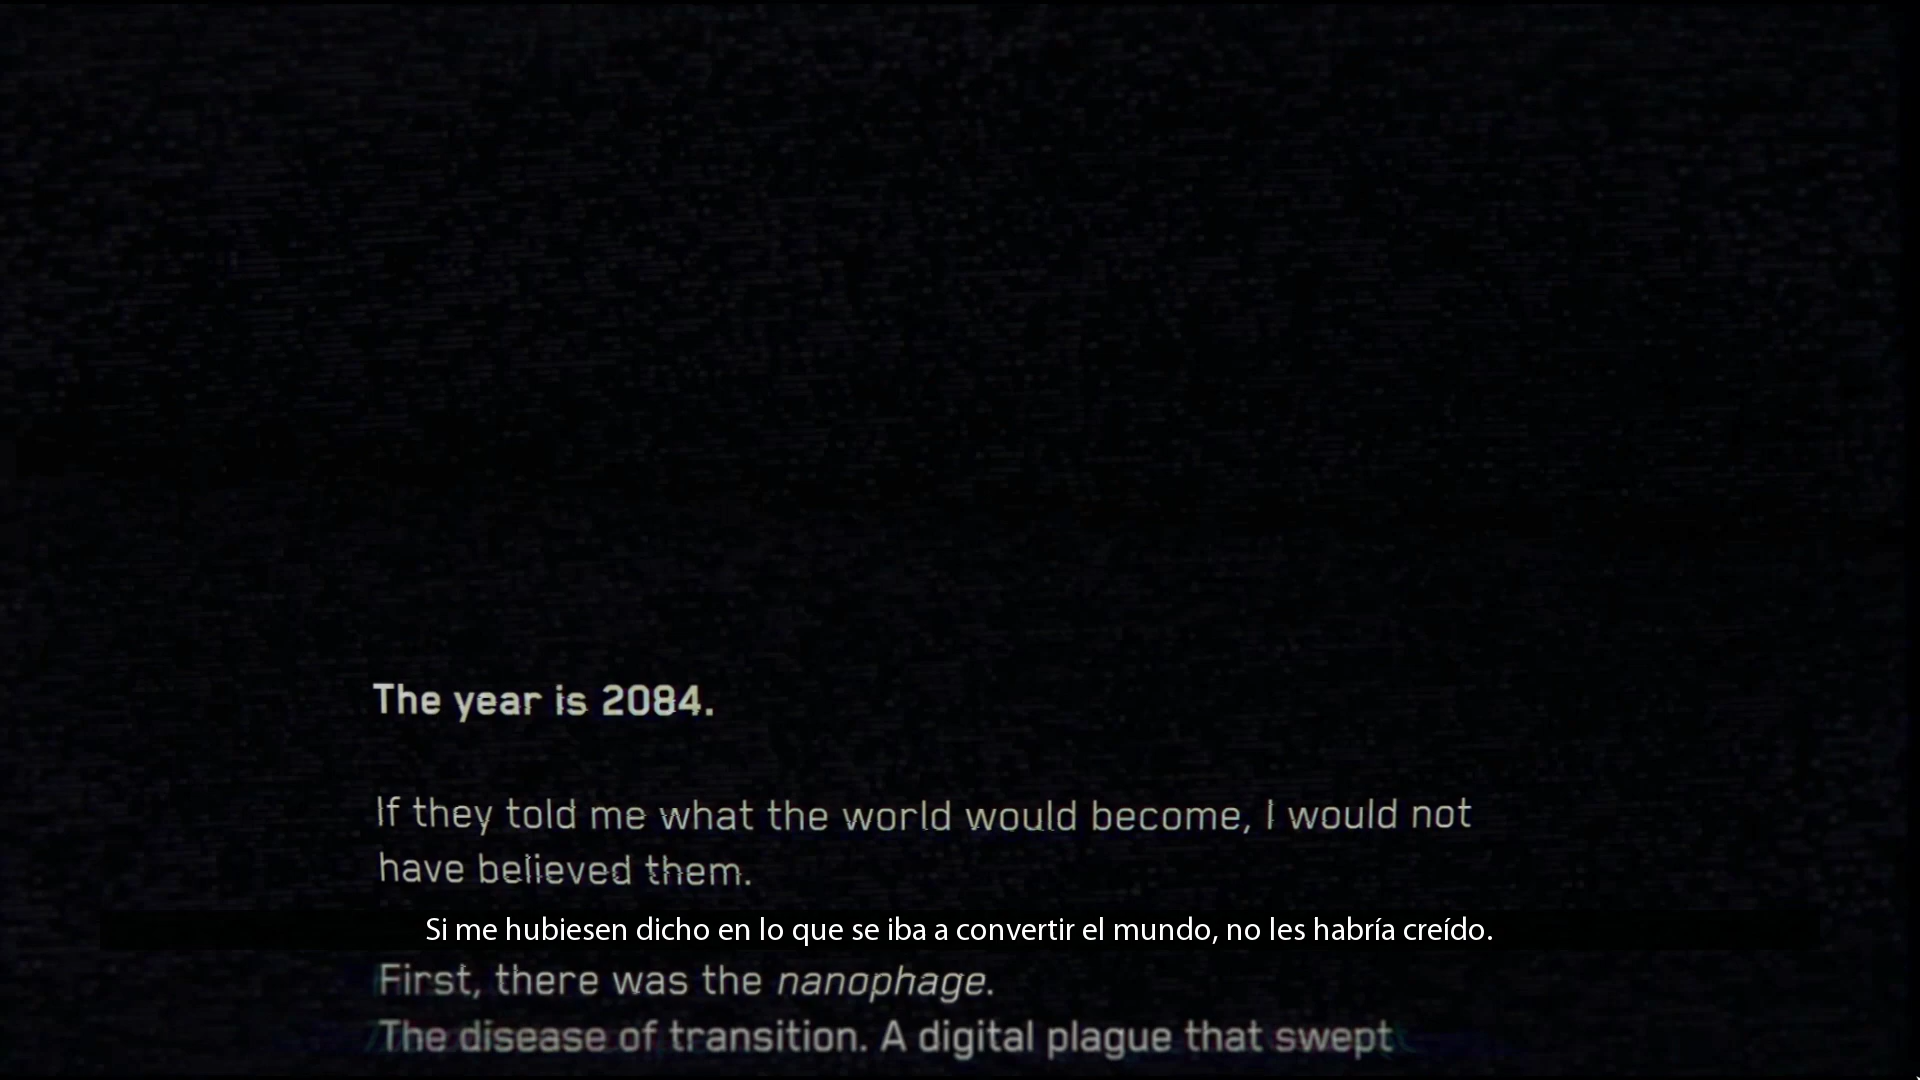 The year is 2084.
If they told me what the world would become, I would not
have believed them.
Si me hubiesen dicho en lo que se iba a convertir el mundo, no les habría creído.
First, there was the nanophage.
The disease of transition. A digital plague that swept